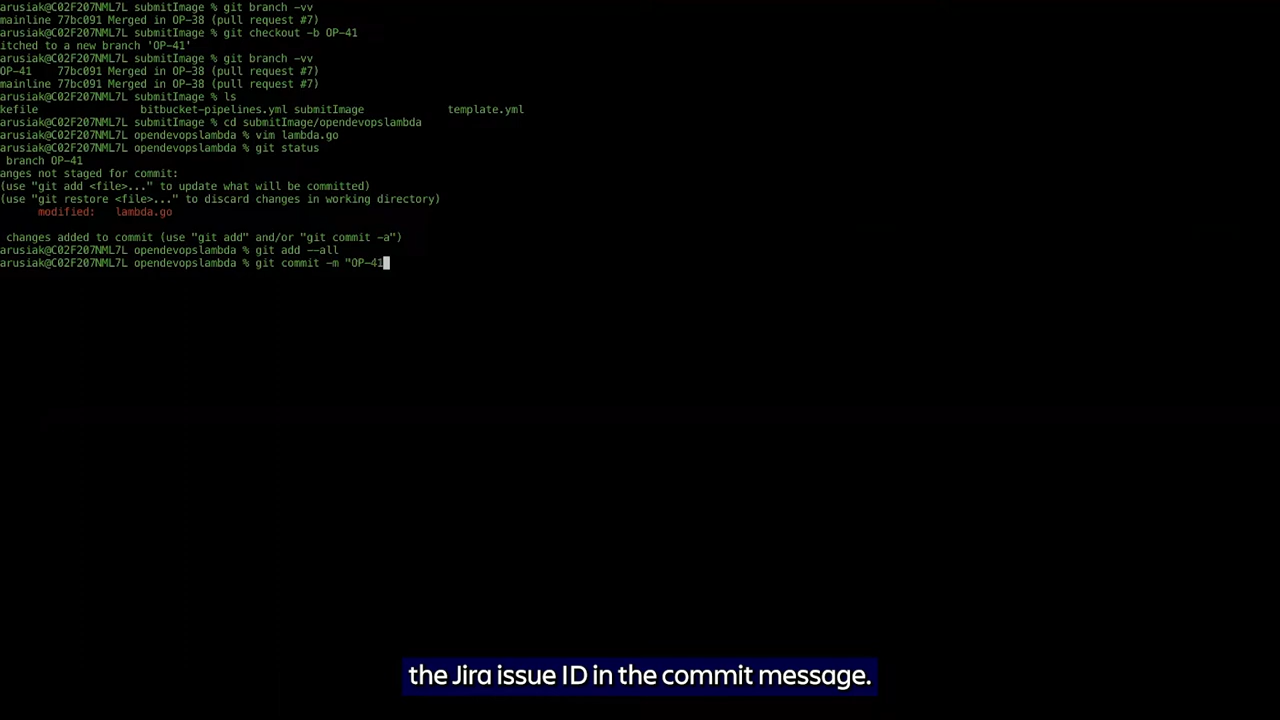 arusiak@C02F207NML7L submitImage % git branch -vv
mainline 77bc091 Merged in OP-38 (pull request #7)
arusiak@C02F207NML7L submitImage % git checkout -b OP-41
itched to a new branch 'OP-41'
arusiak@C02F207NML7L submitImage % git branch -vv
OP-41    77bc091 Merged in OP-38 (pull request #7)
mainline 77bc091 Merged in OP-38 (pull request #7)
arusiak@C02F207NML7L submitImage % ls
kefile                bitbucket-pipelines.yml submitImage             template.yml
arusiak@C02F207NML7L submitImage % cd submitImage/opendevopslambda
arusiak@C02F207NML7L opendevopslambda % vim lambda.go
arusiak@C02F207NML7L opendevopslambda % git status
branch OP-41
anges not staged for commit:
(use "git add <file>..." to update what will be committed)
(use "git restore <file>..." to discard changes in working directory)
modified:   lambda.go
changes added to commit (use "git add" and/or "git commit -a")
arusiak@C02F207NML7L opendevopslambda % git add --all
arusiak@C02F207NML7L opendevopslambda % git commit -m "OP-41
the Jira issue ID in the commit message.